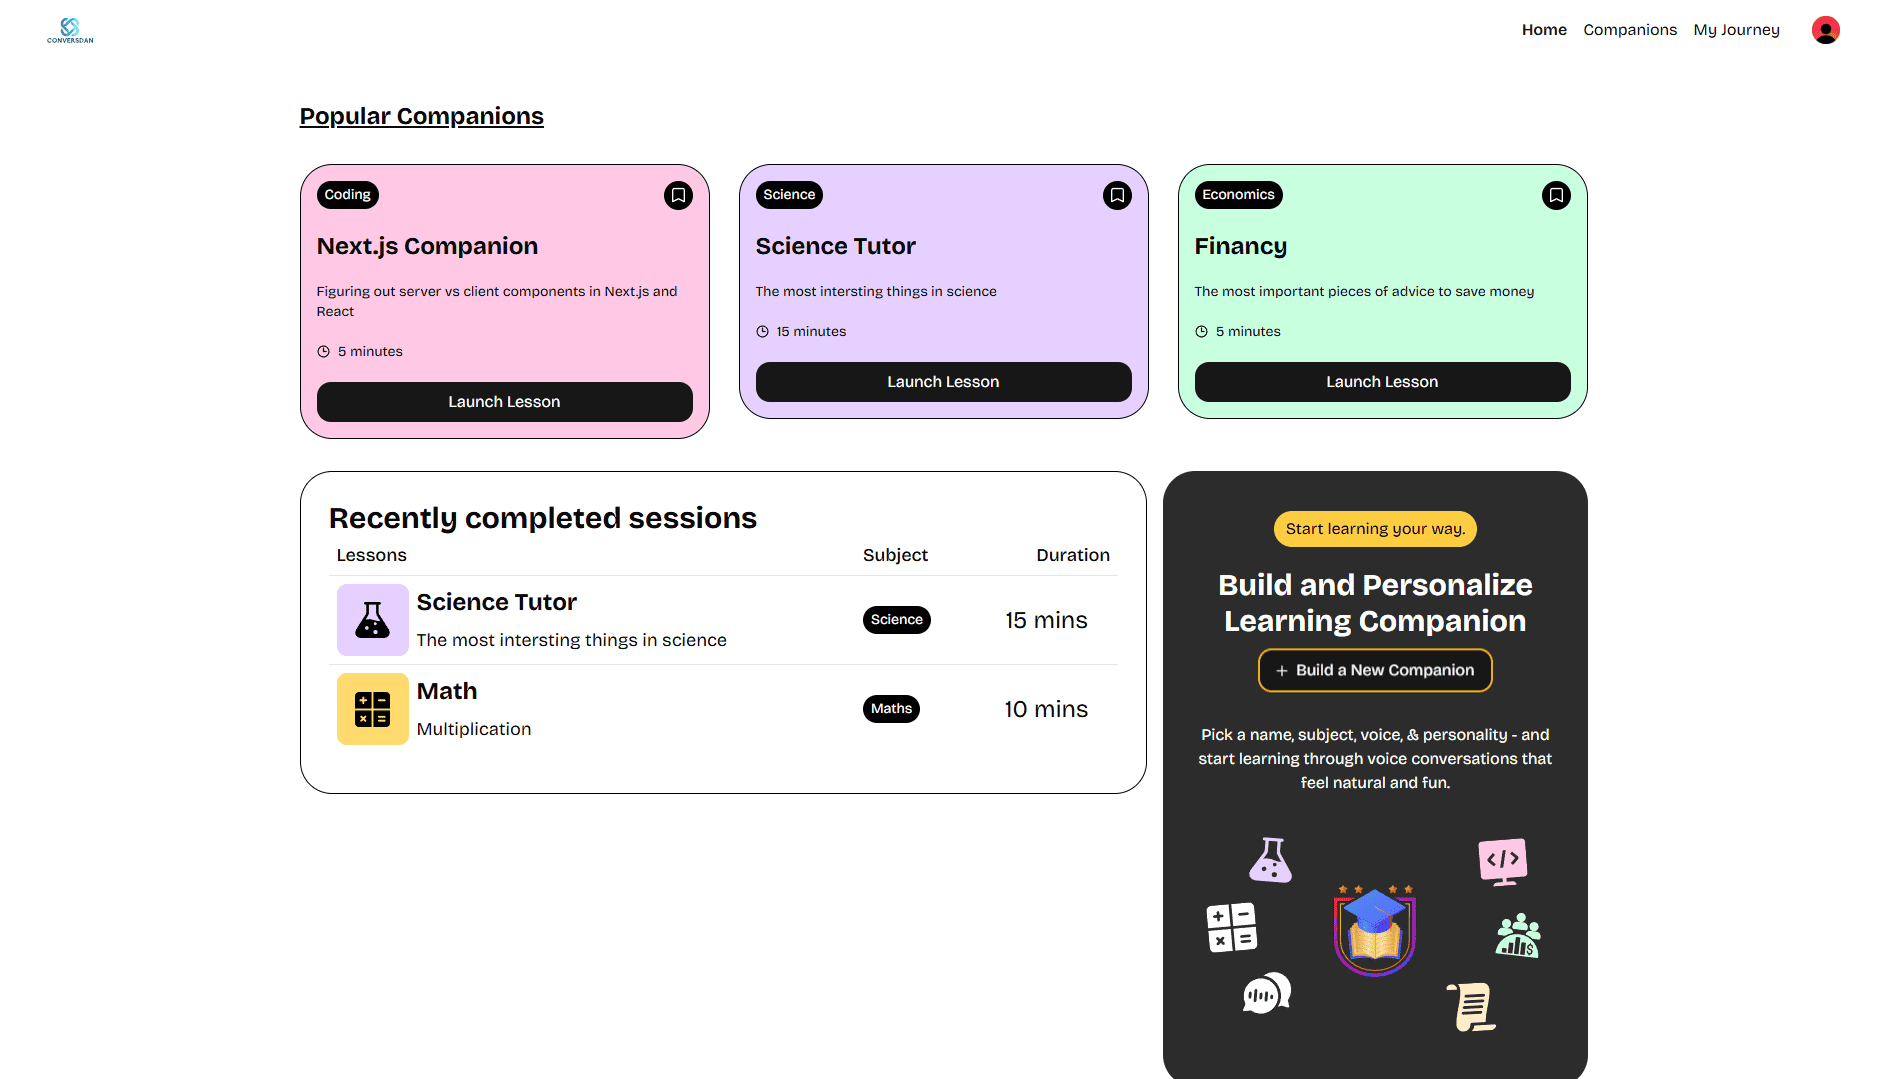 CONVERSDAN
Home Companions My Journey
Popular Companions
Coding
Next.js Companion
Figuring out server vs client components in Next.js and
React
5 minutes
Launch Lesson
Science
Science Tutor
The most intersting things in science
15 minutes
Launch Lesson
Economics
Financy
The most important pieces of advice to save money
5 minutes
Launch Lesson
Recently completed sessions
Lessons Subject Duration
Science Tutor
The most intersting things in science
Science
15 mins
Math
Multiplication
Maths
10 mins
Start learning your way.
Build and Personalize
Learning Companion
+ Build a New Companion
Pick a name, subject, voice, & personality - and
start learning through voice conversations that
feel natural and fun.